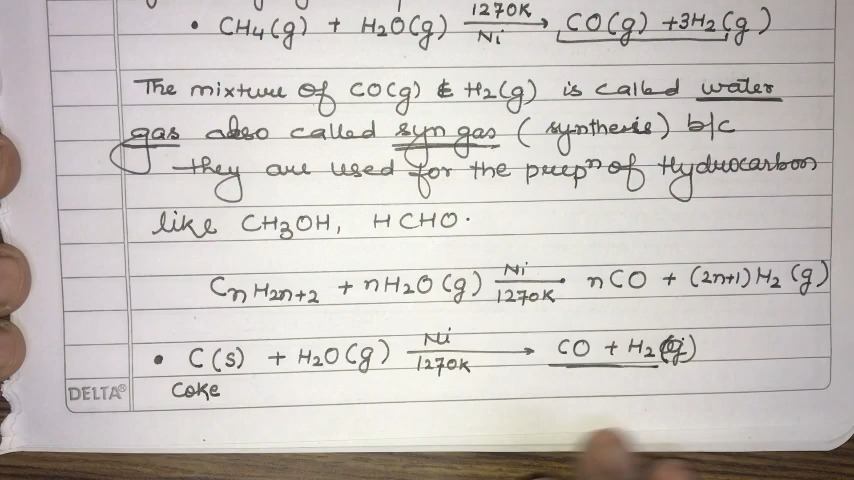 • CH4(g) + H2O(g) 1270K Ni → CO(g) + 3H2(g)
The mixture of CO(g) & H2(g) is called water
gas also called syn gas (synthesis) b/c
they are used for the prepn of Hydrocarbon
like CH3OH, HCHO.
CnH2n+2 + nH2O(g) Ni 1270K nCO + (2n+1)H2(g)
• C(s) + H2O(g) Ni 1270K → CO + H2(g)
Coke
DELTA®